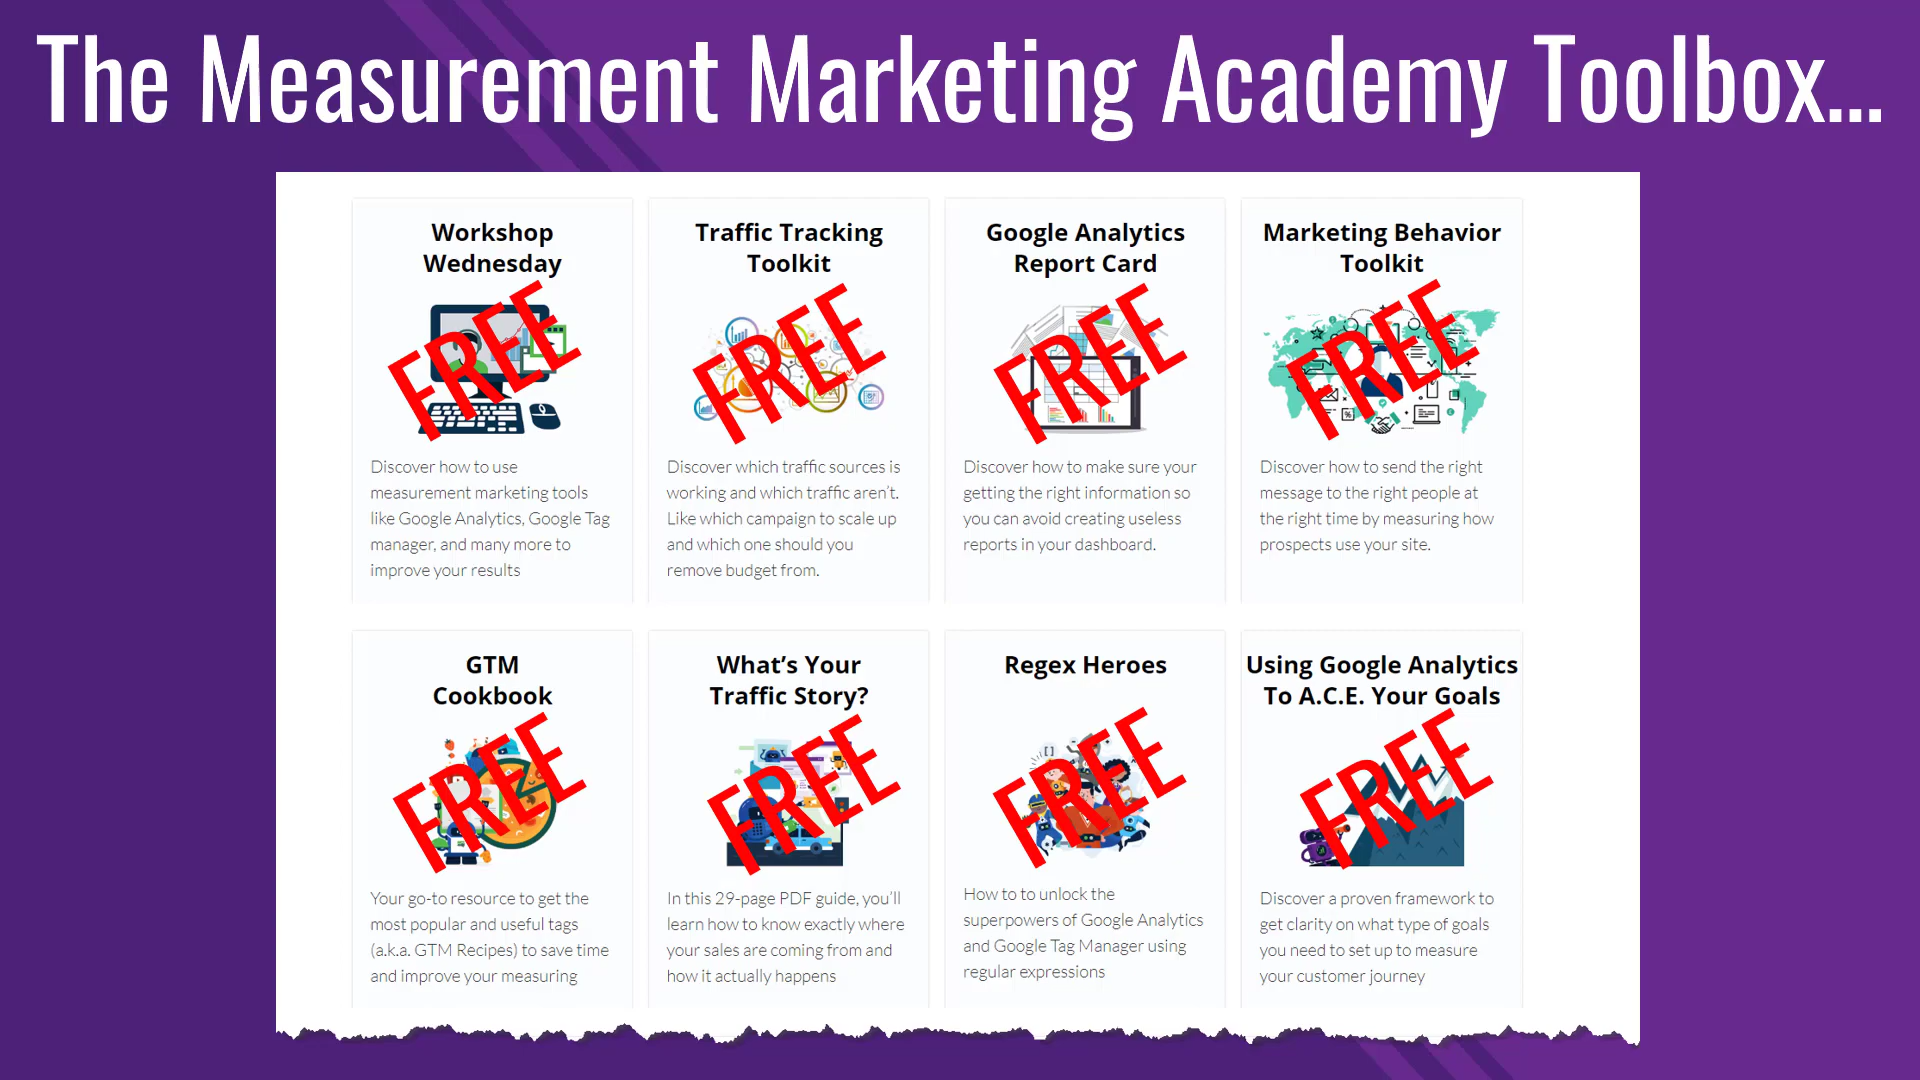 The Measurement Marketing Academy Toolbox...
Workshop
Wednesday
FREE
Discover how to use
measurement marketing tools
like Google Analytics, Google Tag
manager, and many more to
improve your results
Traffic Tracking
Toolkit
FREE
Discover which traffic sources is
working and which traffic aren’t.
Like which campaign to scale up
and which one should you
remove budget from.
Google Analytics
Report Card
FREE
Discover how to make sure your
getting the right information so
you can avoid creating useless
reports in your dashboard.
Marketing Behavior
Toolkit
FREE
Discover how to send the right
message to the right people at
the right time by measuring how
prospects use your site.
GTM
Cookbook
FREE
Your go-to resource to get the
most popular and useful tags
(a.k.a. GTM Recipes) to save time
and improve your measuring
What’s Your
Traffic Story?
FREE
In this 29-page PDF guide, you’ll
learn how to know exactly where
your sales are coming from and
how it actually happens
Regex Heroes
FREE
How to to unlock the
superpowers of Google Analytics
and Google Tag Manager using
regular expressions
Using Google Analytics
To A.C.E. Your Goals
FREE
Discover a proven framework to
get clarity on what type of goals
you need to set up to measure
your customer journey